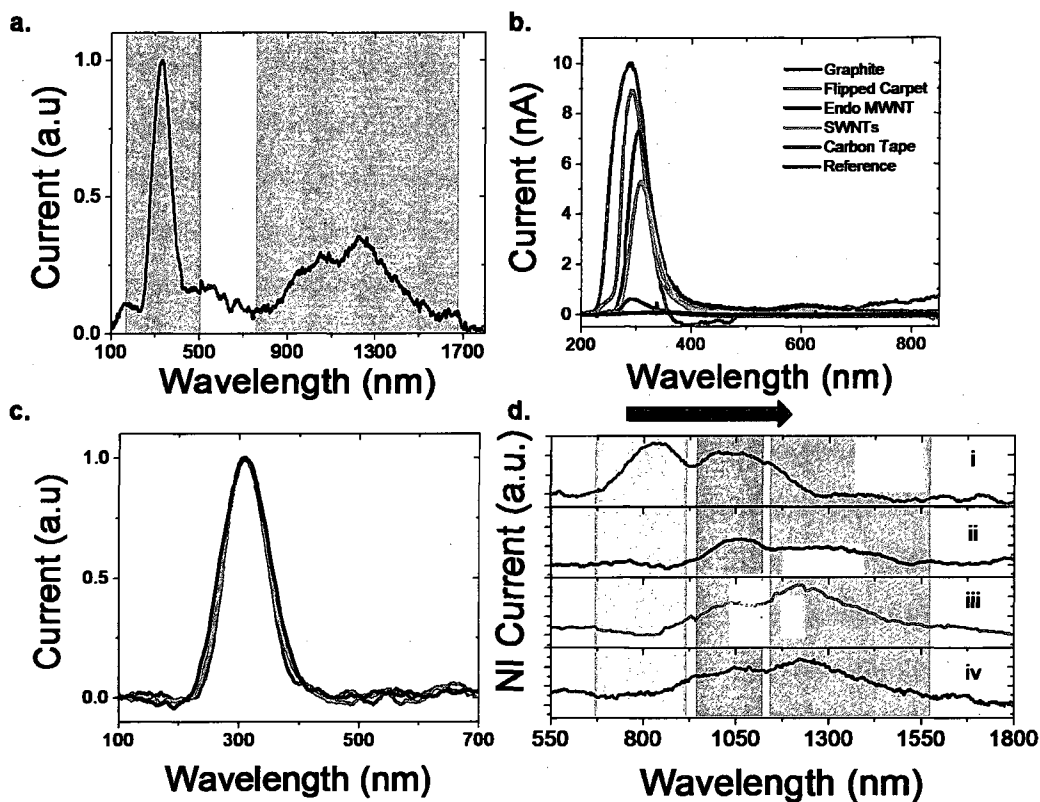 a.
Current (a.u)
1.0
0.5
0.0
100 500 900 1300 1700
Wavelength (nm)
b.
Current (nA)
10
8
6
4
2
0
200 400 600 800
Wavelength (nm)
Graphite
Flipped Carpet
Endo MWNT
SWNTs
Carbon Tape
Reference
c.
Current (a.u)
1.0
0.5
0.0
100 300 500 700
Wavelength (nm)
d.
NI Current (a.u.)
i
ii
iii
iv
550 800 1050 1300 1550 1800
Wavelength (nm)